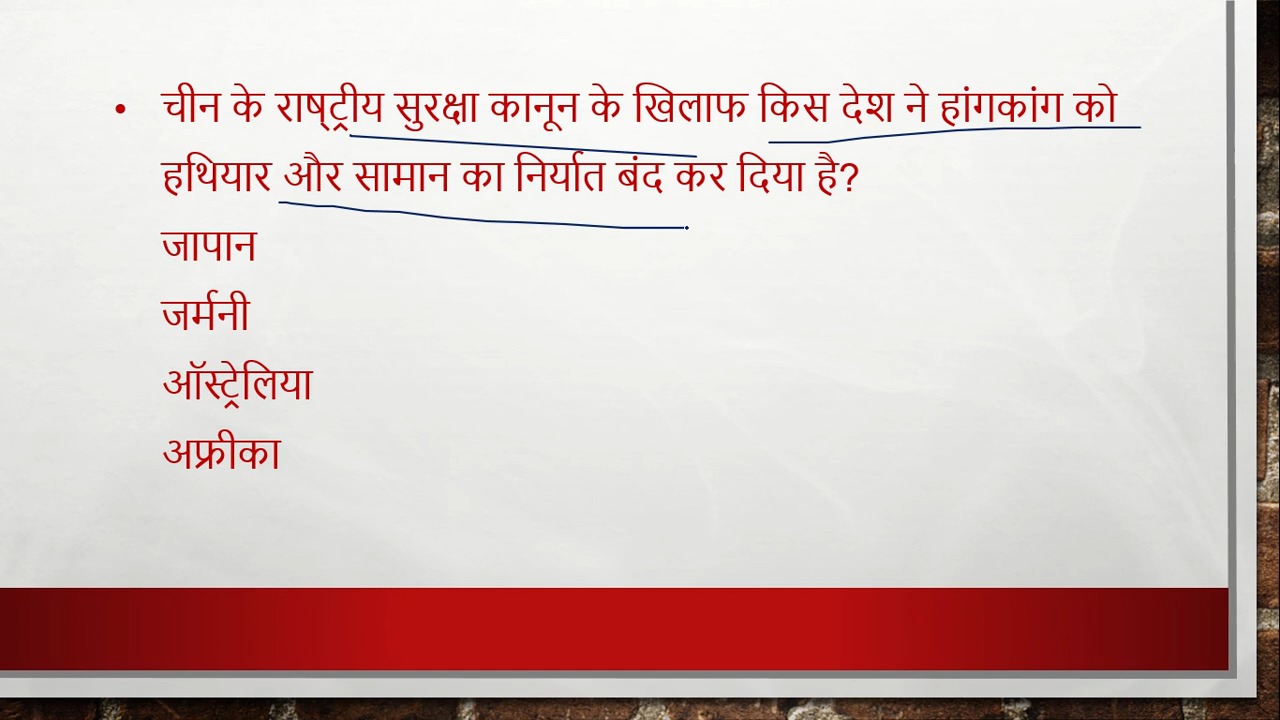 • चीन के राष्ट्रीय सुरक्षा कानून के खिलाफ किस देश ने हांगकांग को
हथियार और सामान का निर्यात बंद कर दिया है?
जापान
जर्मनी
ऑस्ट्रेलिया
अफ्रीका